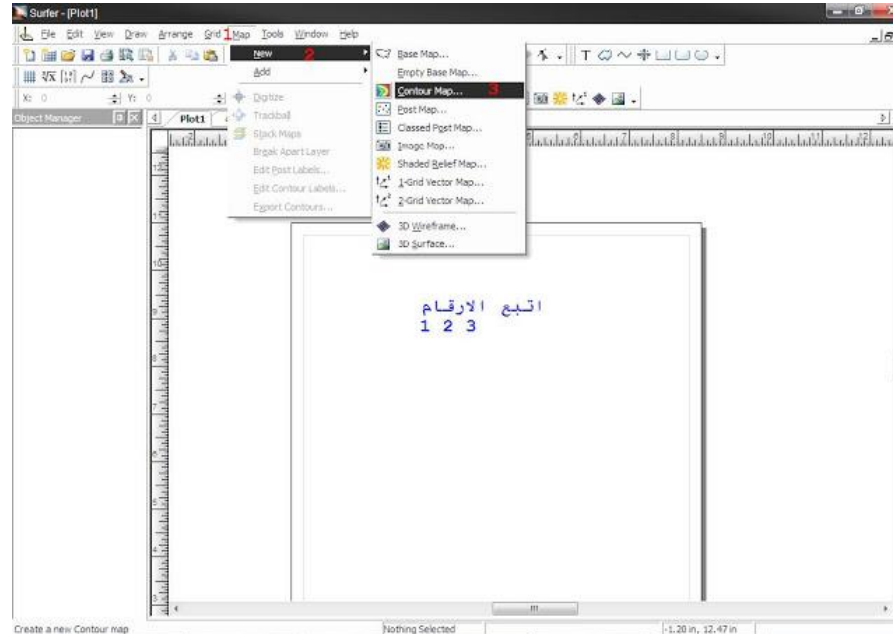 Surfer - [Plot1]
File Edit View Draw Arrange Grid 1 Map Tools Window Help
New 2
Add
Digitize
Trackball
Stack Maps
Break Apart Layer
Edit Post Labels...
Edit Contour Labels...
Export Contours...
Base Map...
Empty Base Map...
Contour Map... 3
Post Map...
Classed Post Map...
Image Map...
Shaded Relief Map...
1-Grid Vector Map...
2-Grid Vector Map...
3D Wireframe...
3D Surface...
X: 0 Y: 0
Object Manager
Plot1
اتبع الارقام
1 2 3
Create a new Contour map
Nothing Selected
-1.20 in, 12.47 in